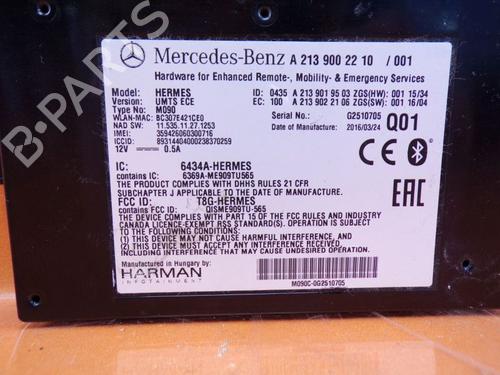 Mercedes-Benz A 213 900 22 10 / 001
Hardware for Enhanced Remote-, Mobility- & Emergency Services
Model: HERMES ID: 0435 A 213 901 95 03 ZGS(HW): 001 15/34
Version: UMTS ECE EC: 100 A 213 902 21 06 ZGS(SW): 001 16/04
Type: M090
WLAN-MAC: BC307E421CE0 Serial No.: G2510705
NAD SW: 11.535.11.27.1253 Date of Manufacture: 2016/03/24 Q01
IMEI: 359426060300716
ICCID: 89314404000238370259
12V 0.5A
IC: 6434A-HERMES
contains IC: 6369A-ME909TU565
THE PRODUCT COMPLIES WITH DHHS RULES 21 CFR
SUBCHAPTER J APPLICABLE TO DATE OF MANUFACTURE.
FCC ID: T8G-HERMES
contains FCC ID: QISME909TU-565
THE DEVICE COMPLIES WITH PART 15 OF THE FCC RULES AND INDUSTRY
CANADA LICENCE-EXEMPT RSS STANDARD(S). OPERATION IS SUBJECT
TO THE FOLLOWING CONDITIONS:
(1) THIS DEVICE MAY NOT CAUSE HARMFUL INTERFERENCE, AND
(2) THIS DEVICE MUST ACCEPT ANY INTERFERENCE RECEIVED,
INCLUDING INTERFERENCE THAT MAY CAUSE UNDESIRED OPERATION.
Manufactured in Hungary by
HARMAN
INFOTAINMENT
M090C-0G2510705
CE
EAC